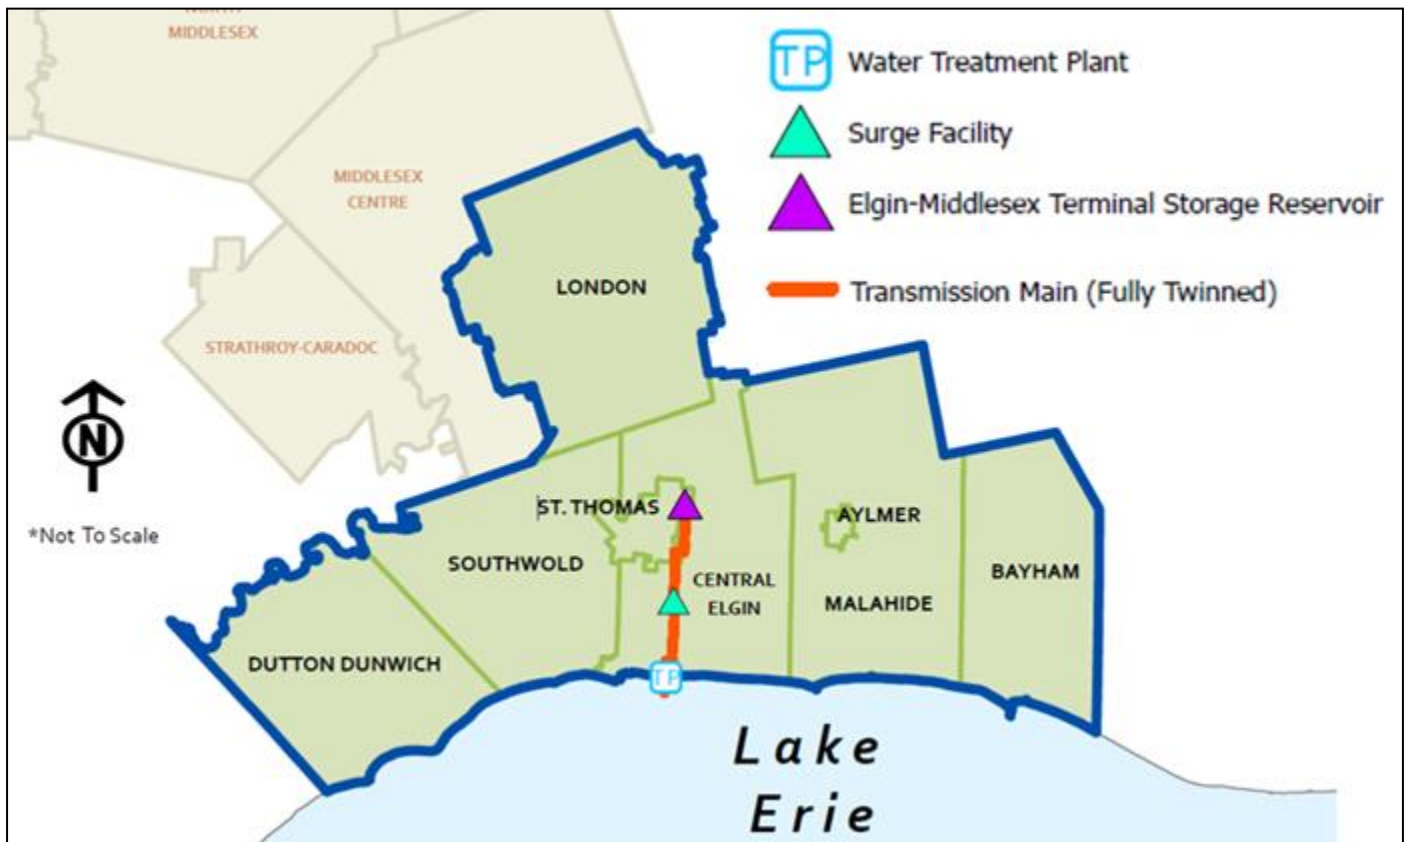 MIDDLESEX
TP Water Treatment Plant
Surge Facility
Elgin-Middlesex Terminal Storage Reservoir
Transmission Main (Fully Twinned)
MIDDLESEX
CENTRE
LONDON
STRATHROY-CARADOC
N
*Not To Scale
ST. THOMAS
AYLMER
SOUTHWOLD
CENTRAL
ELGIN
BAYHAM
MALAHIDE
DUTTON DUNWICH
TP
Lake
Erie